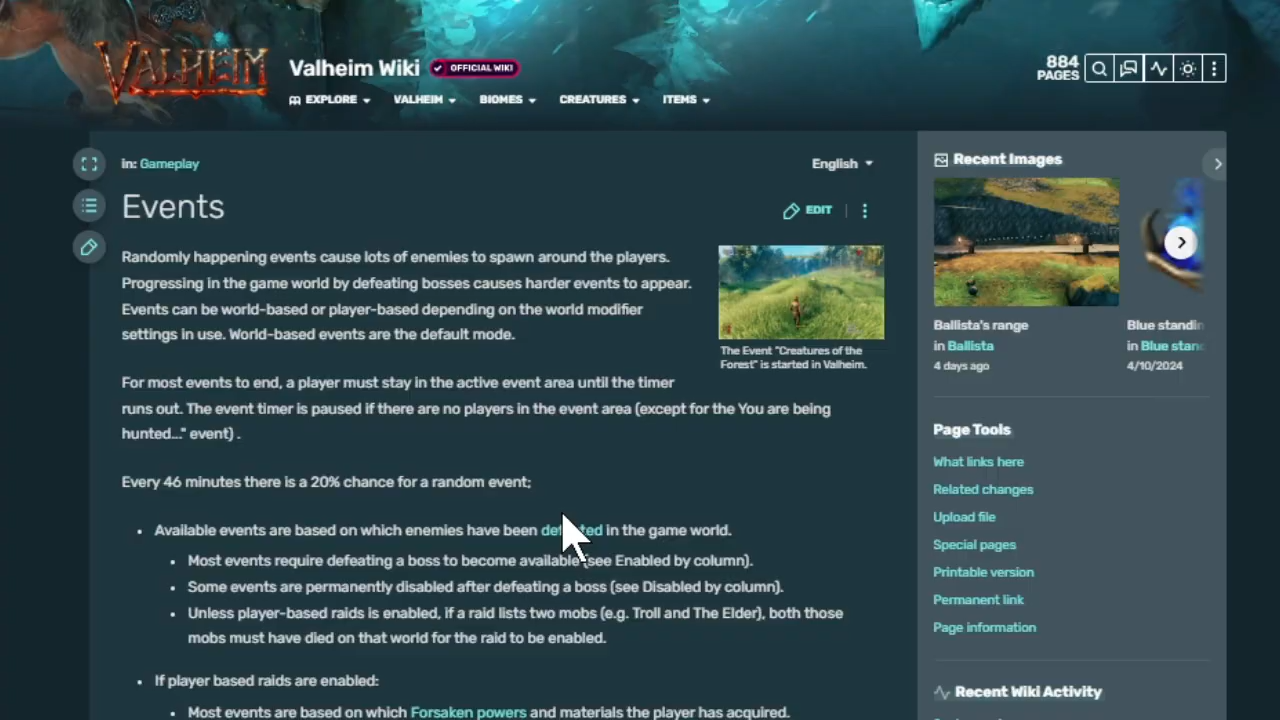 VALHEIM
Valheim Wiki
OFFICIAL WIKI
884
PAGES
EXPLORE
VALHEIM
BIOMES
CREATURES
ITEMS
in: Gameplay
English
Events
EDIT
Randomly happening events cause lots of enemies to spawn around the players.
Progressing in the game world by defeating bosses causes harder events to appear.
Events can be world-based or player-based depending on the world modifier
settings in use. World-based events are the default mode.
The Event "Creatures of the
Forest" is started in Valheim.
For most events to end, a player must stay in the active event area until the timer
runs out. The event timer is paused if there are no players in the event area (except for the You are being
hunted..." event) .
Every 46 minutes there is a 20% chance for a random event;
• Available events are based on which enemies have been in the game world.
• Most events require defeating a boss to become available (see Enabled by column).
• Some events are permanently disabled after defeating a boss (see Disabled by column).
• Unless player-based raids is enabled, if a raid lists two mobs (e.g. Troll and The Elder), both those
mobs must have died on that world for the raid to be enabled.
• If player based raids are enabled:
• Most events are based on which Forsaken powers and materials the player has acquired.
Recent Images
Ballista's range
in Ballista
4 days ago
Blue
in Blue
4/10/2024
Page Tools
What links here
Related changes
Upload file
Special pages
Printable version
Permanent link
Page information
Recent Wiki Activity